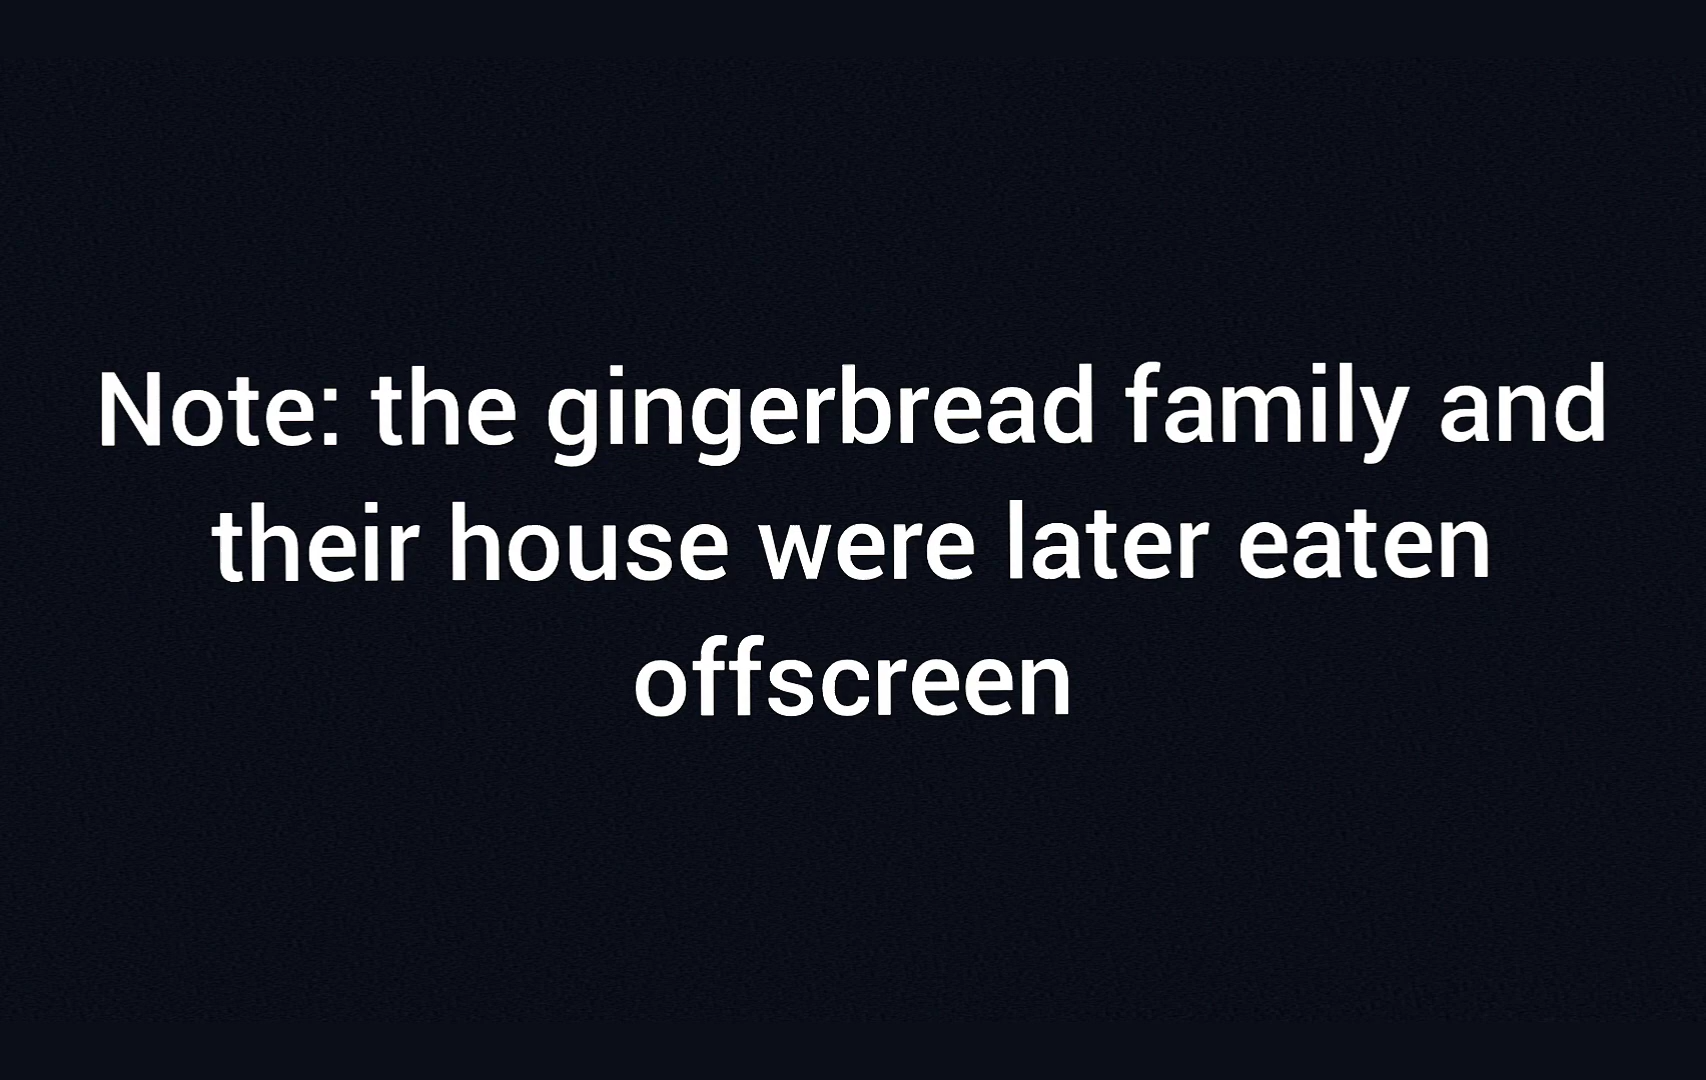 Note: the gingerbread family and
their house were later eaten
offscreen